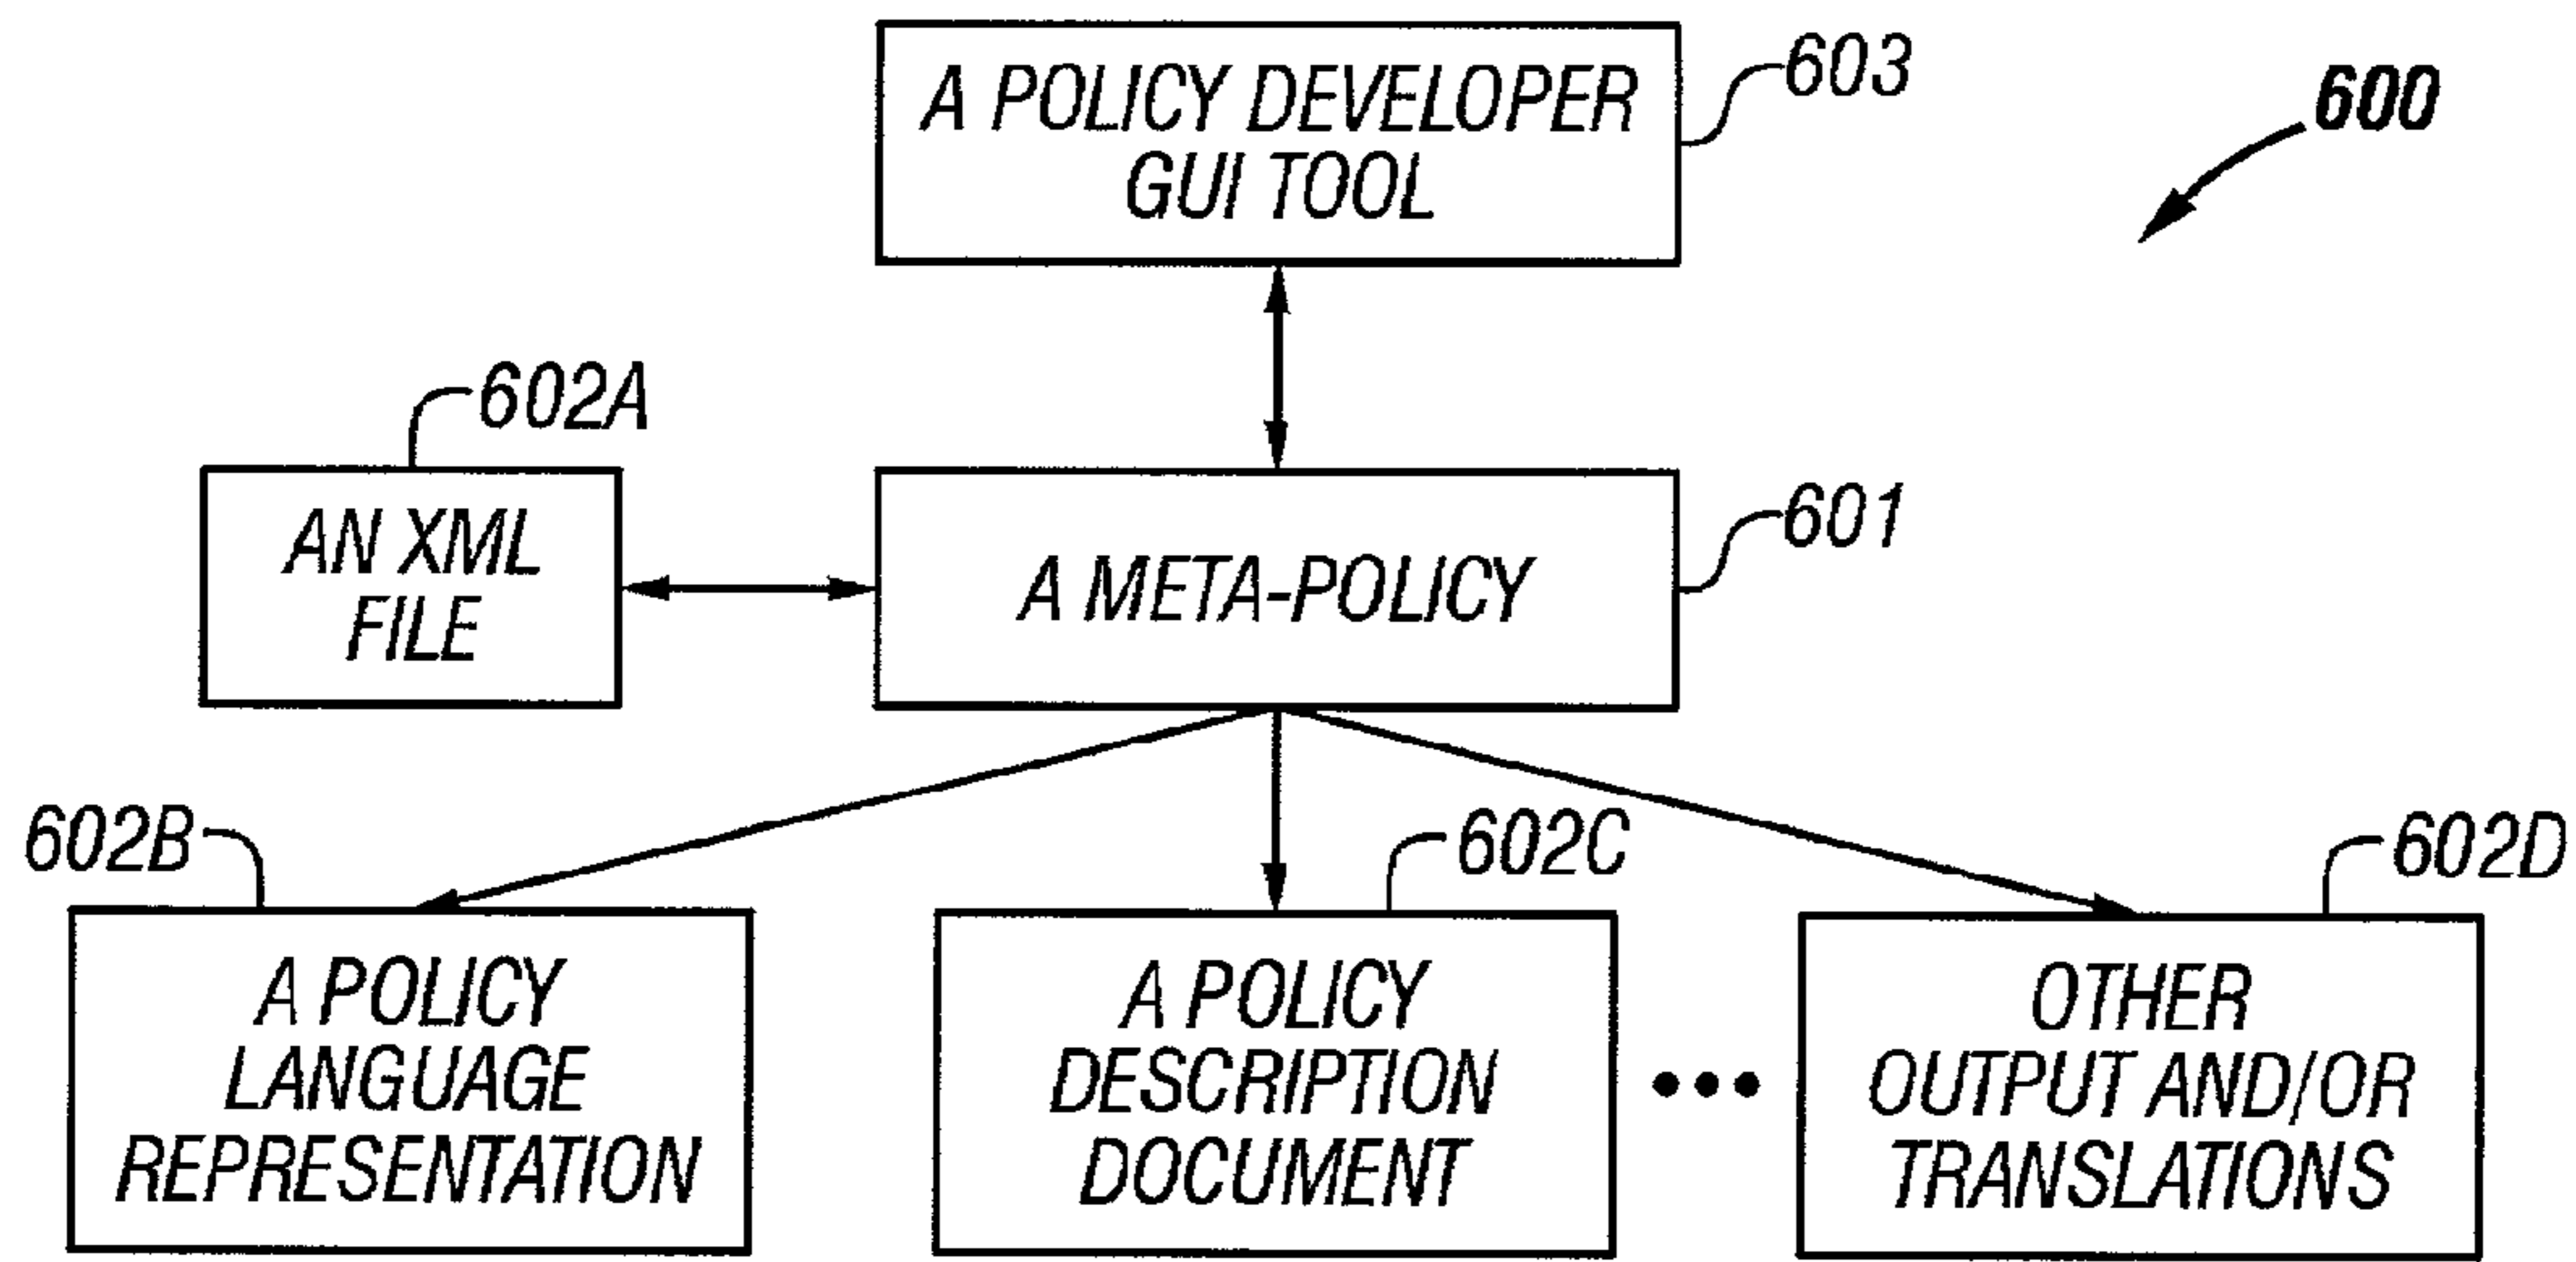 A POLICY DEVELOPER
GUI TOOL
603
600
602A
AN XML
FILE
A META-POLICY
601
602B
A POLICY
LANGUAGE
REPRESENTATION
602C
A POLICY
DESCRIPTION
DOCUMENT
•••
602D
OTHER
OUTPUT AND/OR
TRANSLATIONS